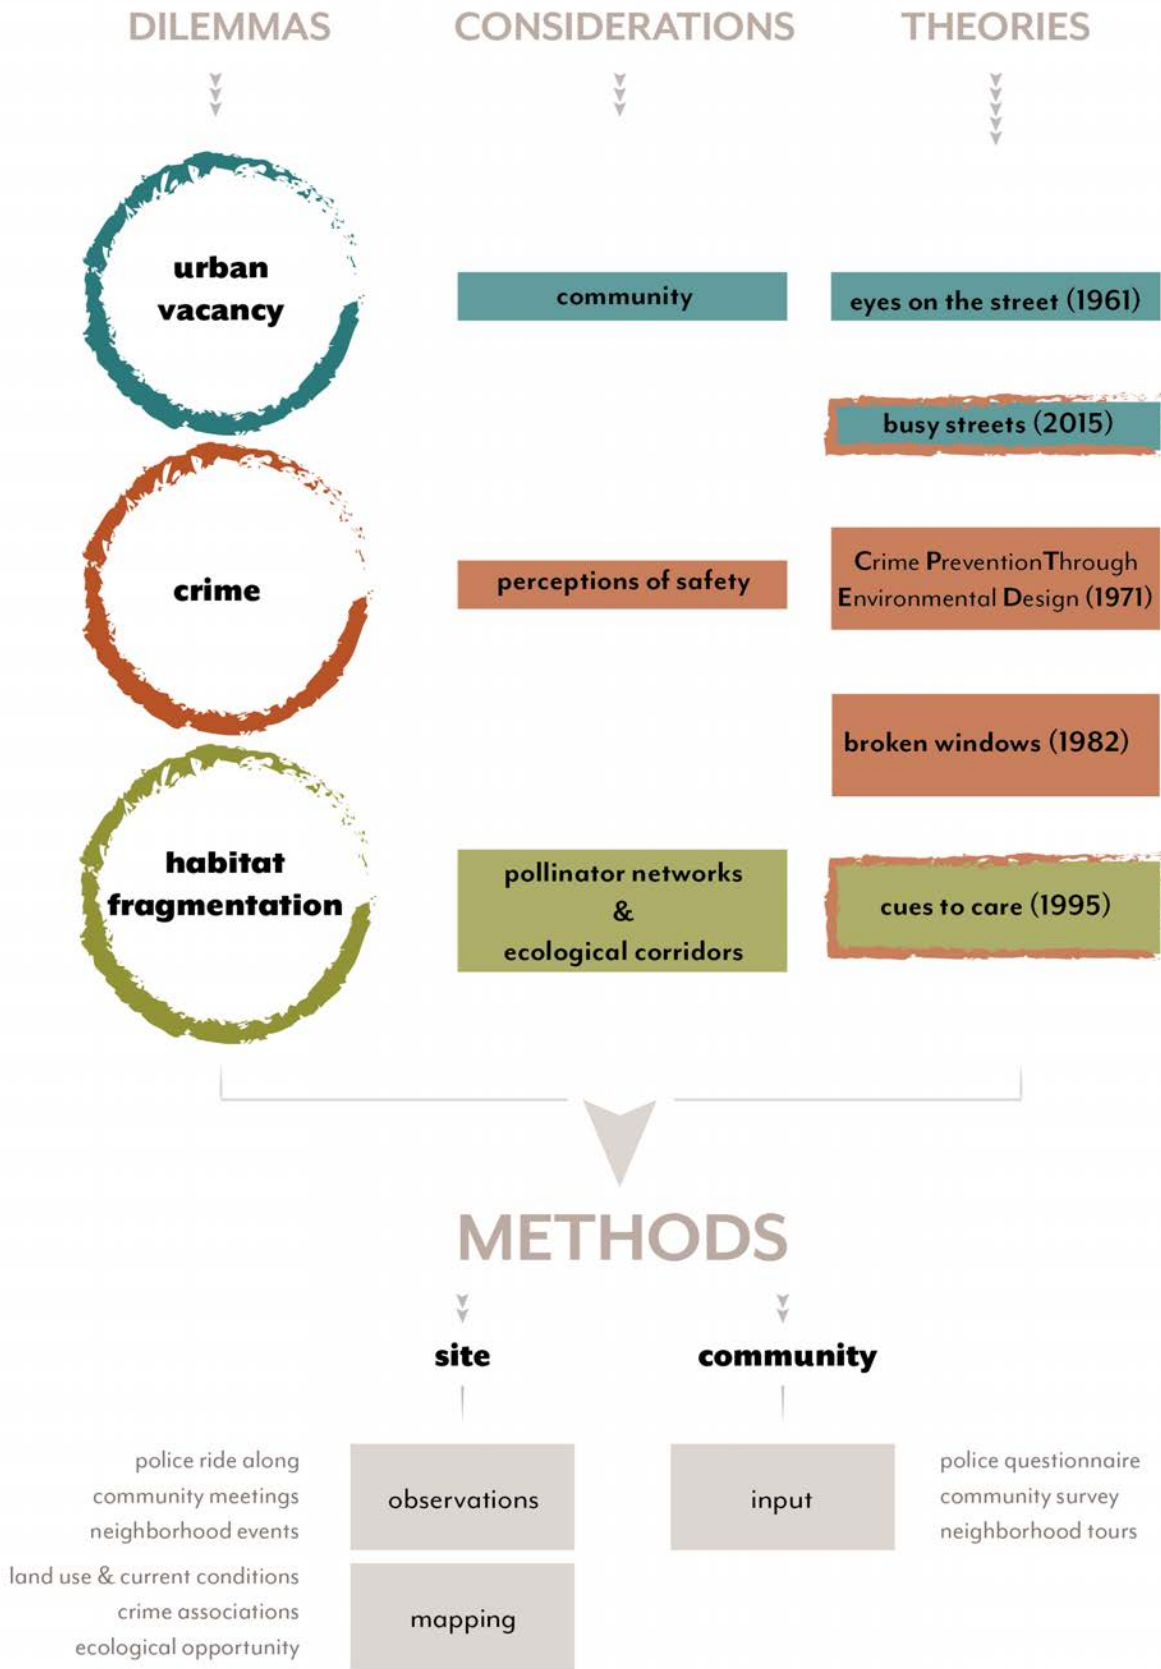 DILEMMAS
CONSIDERATIONS
THEORIES
urban
vacancy
community
eyes on the street (1961)
busy streets (2015)
crime
perceptions of safety
Crime PreventionThrough
Environmental Design (1971)
broken windows (1982)
habitat
fragmentation
pollinator networks
&
ecological corridors
cues to care (1995)
METHODS
site
community
police ride along
community meetings
neighborhood events
observations
input
police questionnaire
community survey
neighborhood tours
land use & current conditions
crime associations
ecological opportunity
mapping